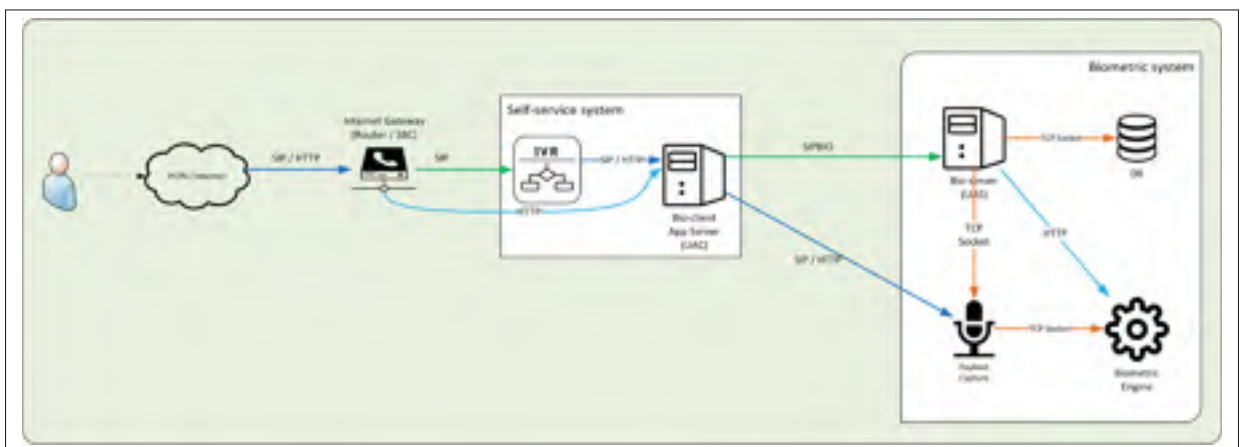 Biometric system
Self-service system
Internet Gateway
(Router / SBC)
SIP / HTTP
SIP
IVR
SIP / HTTP
HTTP
Bio-client
App Server
(UAC)
SIPBIO
SIP / HTTP
Bio-server
(UAS)
TCP Socket
DB
TCP
Socket
HTTP
TCP Socket
Capture
Biometric
Engine